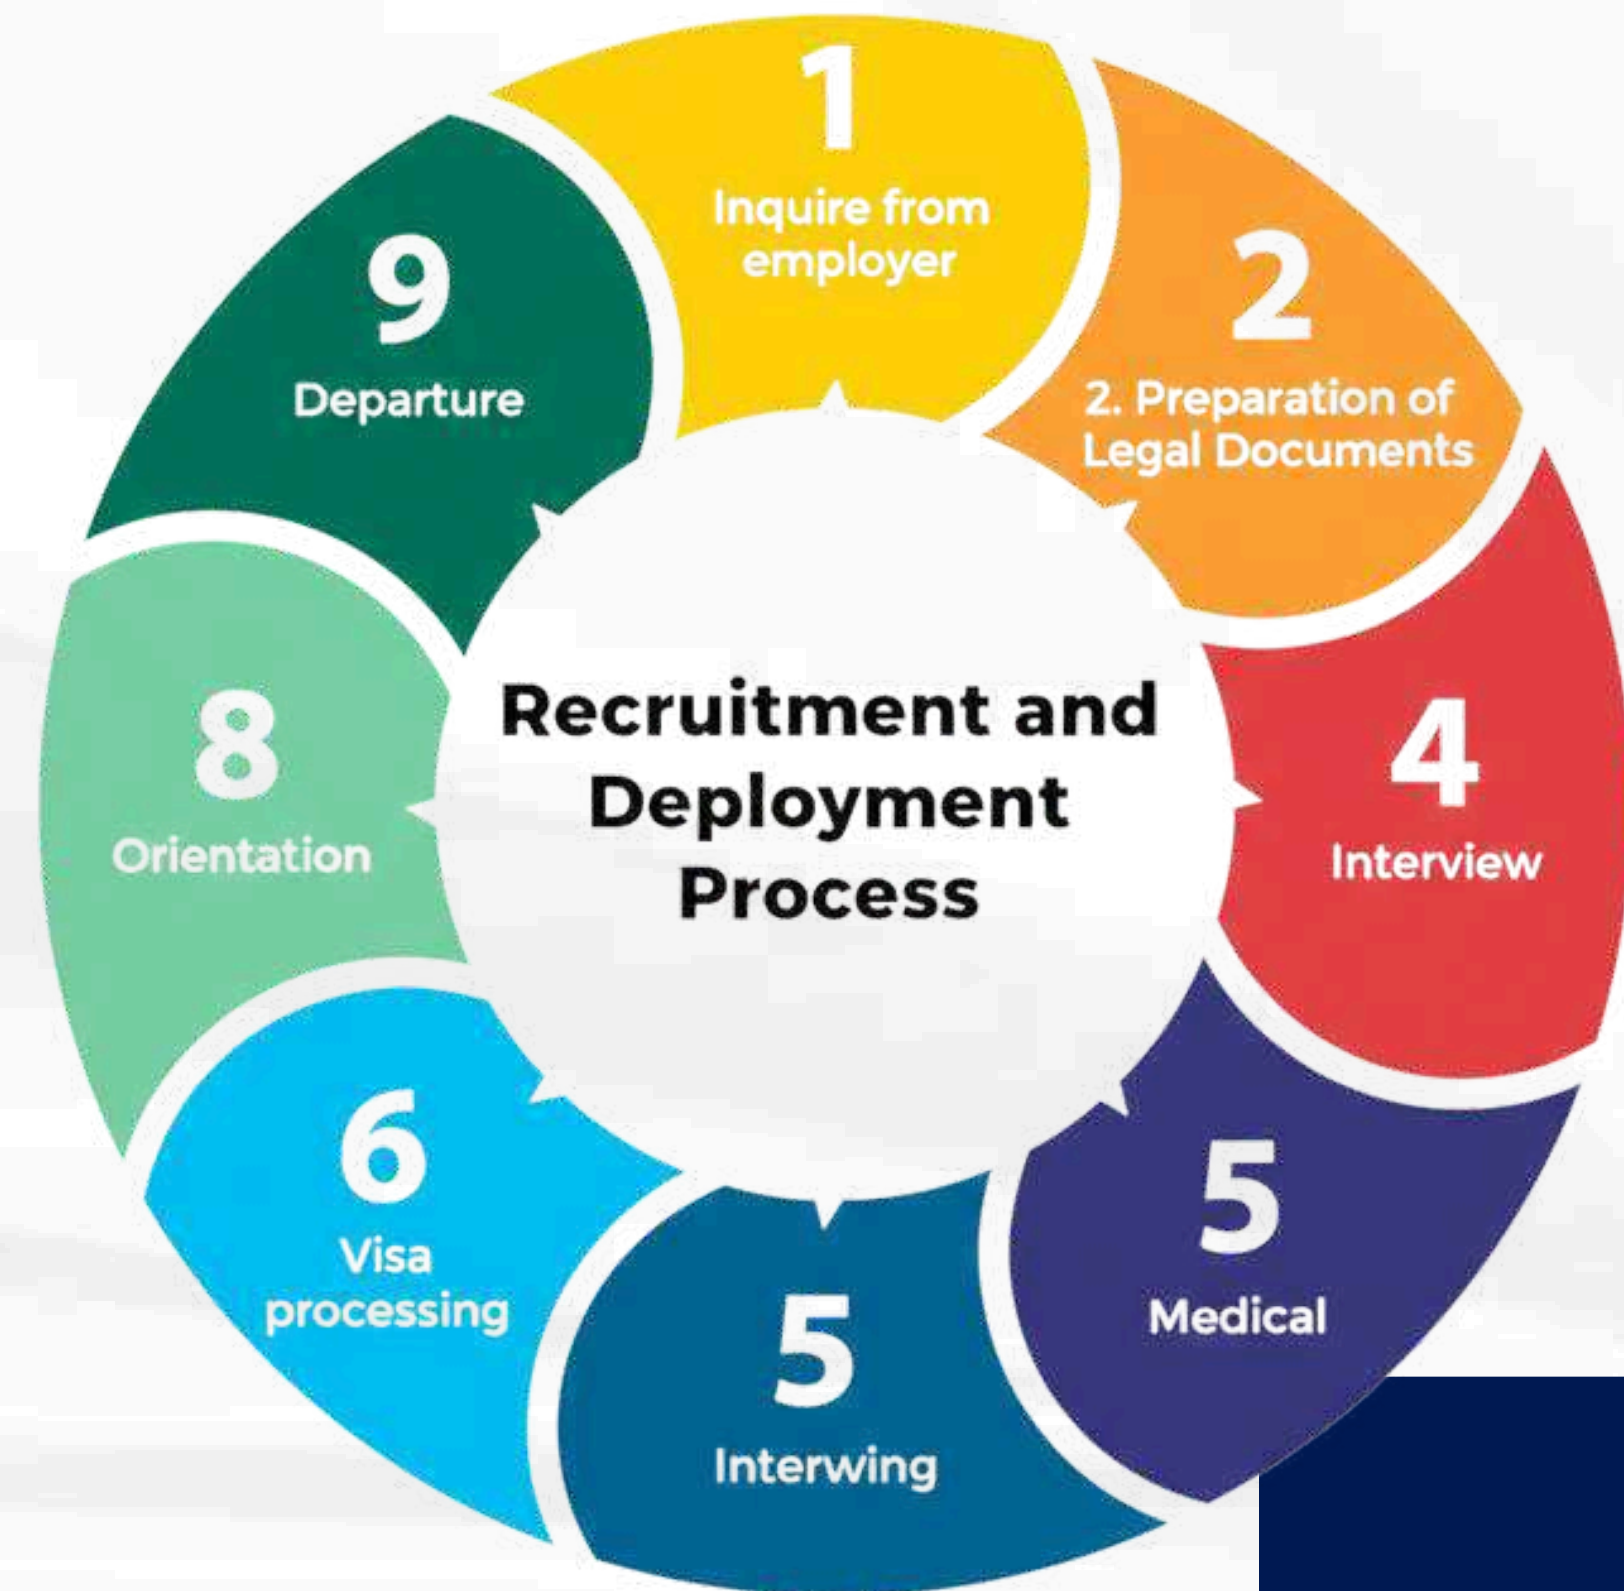 1
Inquire from
employer
2
2. Preparation of
Legal Documents
4
Interview
5
Medical
5
Interwing
6
Visa
processing
8
Orientation
9
Departure
Recruitment and
Deployment
Process